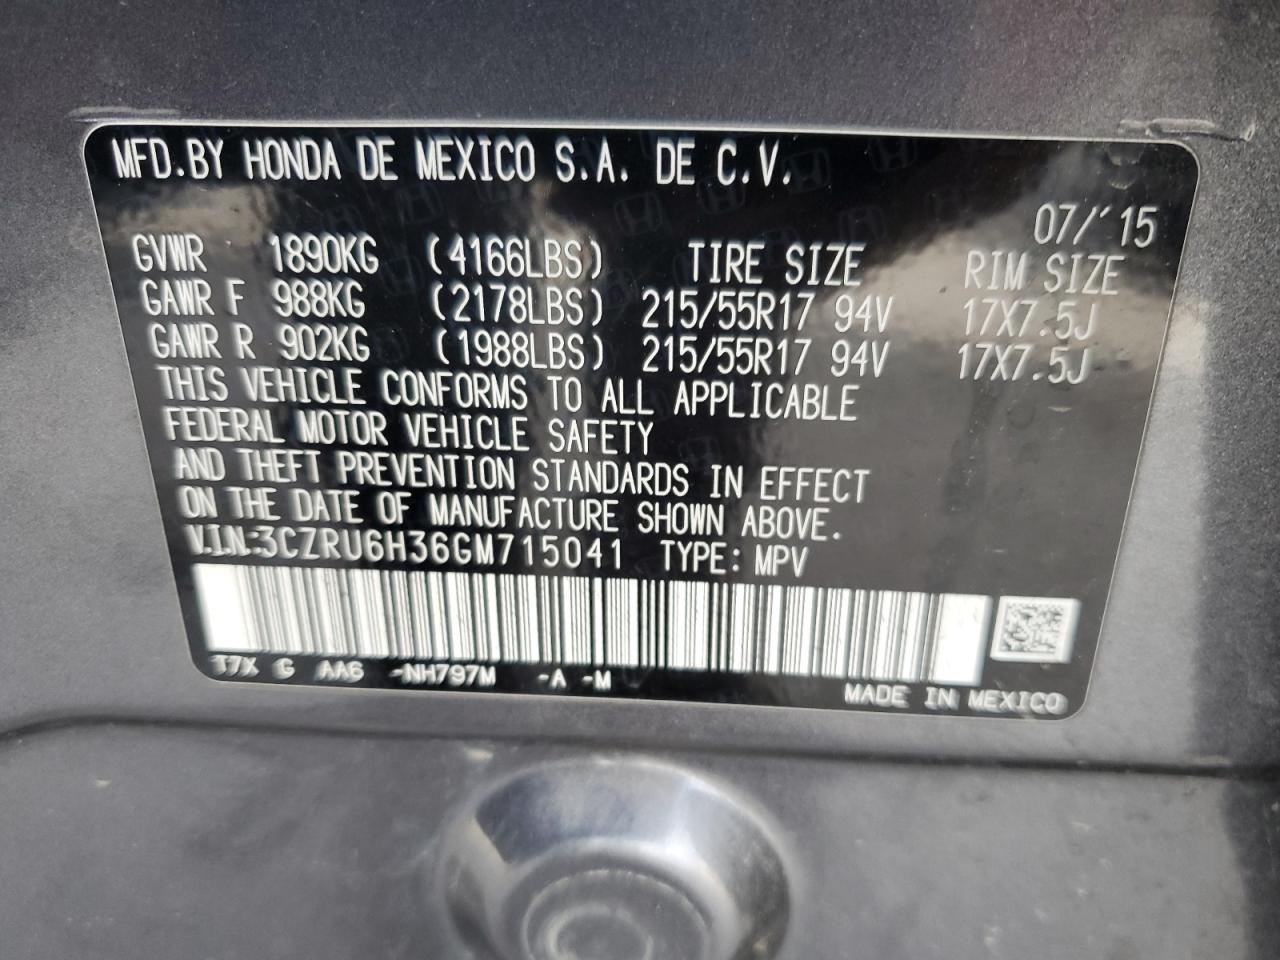 MFD.BY HONDA DE MEXICO S.A. DE C.V.
07/'15
GVWR 1890KG (4166LBS) TIRE SIZE RIM SIZE
GAWR F 988KG (2178LBS) 215/55R17 94V 17X7.5J
GAWR R 902KG (1988LBS) 215/55R17 94V 17X7.5J
THIS VEHICLE CONFORMS TO ALL APPLICABLE
FEDERAL MOTOR VEHICLE SAFETY
AND THEFT PREVENTION STANDARDS IN EFFECT
ON THE DATE OF MANUFACTURE SHOWN ABOVE.
V.I.N:3CZRU6H36GM715041 TYPE: MPV
T7X G AA6 -NH797M -A -M
MADE IN MEXICO